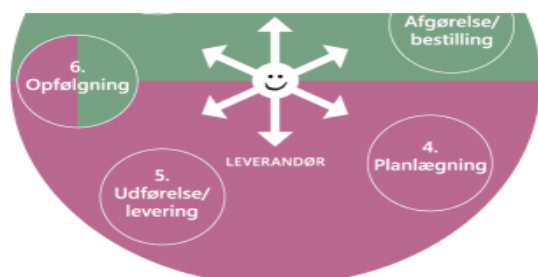 Afgørelse/
bestilling
6.
Opfølgning
4.
Planlægning
LEVERANDØR
5.
Udførelse/
levering